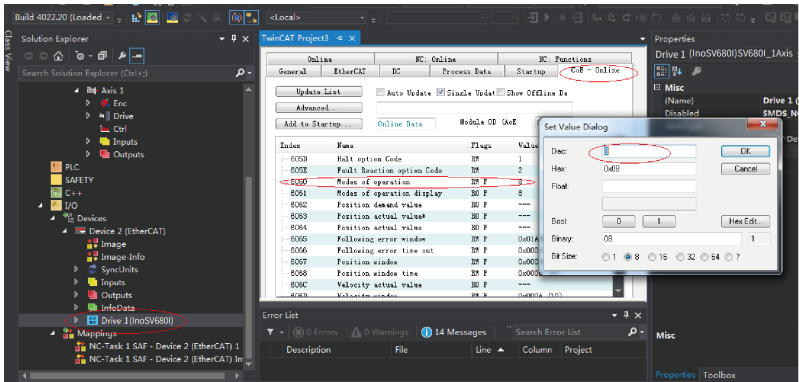 Build 4022.20 (Loaded
<Local>
Class View
Solution Explorer
Search Solution Explorer (Ctrl+;)
Axis 1
Enc
Drive
Ctrl
Inputs
Outputs
PLC
SAFETY
C++
I/O
Devices
Device 2 (EtherCAT)
Image
Image-Info
SyncUnits
Inputs
Outputs
InfoData
Drive 1(InoSV680I)
Mappings
NC-Task 1 SAF - Device 2 (EtherCAT) 1
NC-Task 1 SAF - Device 2 (EtherCAT) In
TwinCAT Project3
Online
NC: Online
NC: Functions
General
EtherCAT
DC
Process Data
Startup
CoE - Online
Update List
Auto Update
Single Updat
Show Offline Da
Advanced...
Add to Startup...
Online Data
Module OD (AoE
Index
Name
Flags
Value
605D
Halt option Code
RW
1
605E
Fault Reaction option Code
RW
2
6060
Modes of operation
RW P
6061
Modes of operation display
RO P
8
6062
Position demand value
RO P
---
6063
Position actual value*
RO P
---
6064
Position actual value
RO P
---
6065
Following error window
RW P
6066
Following error time out
RW P
6067
Position window
RW P
6068
Position window time
RW P
606C
Velocity actual value
RO P
---
606D
Velocity window
RW P
Set Value Dialog
Dec:
OK
Hex:
0x08
Cancel
Float:
Bool:
0
1
Hex Edit...
Binary:
08
1
Bit Size:
1
8
16
32
64
?
Error List
0 Errors
0 Warnings
14 Messages
Search Error List
Description
File
Line
Column
Project
Properties
Drive 1 (InoSV680I)SV680I_1Axis
Misc
(Name)
Drive 1 (
Disabled
SMDS_NO
Misc
Properties
Toolbox